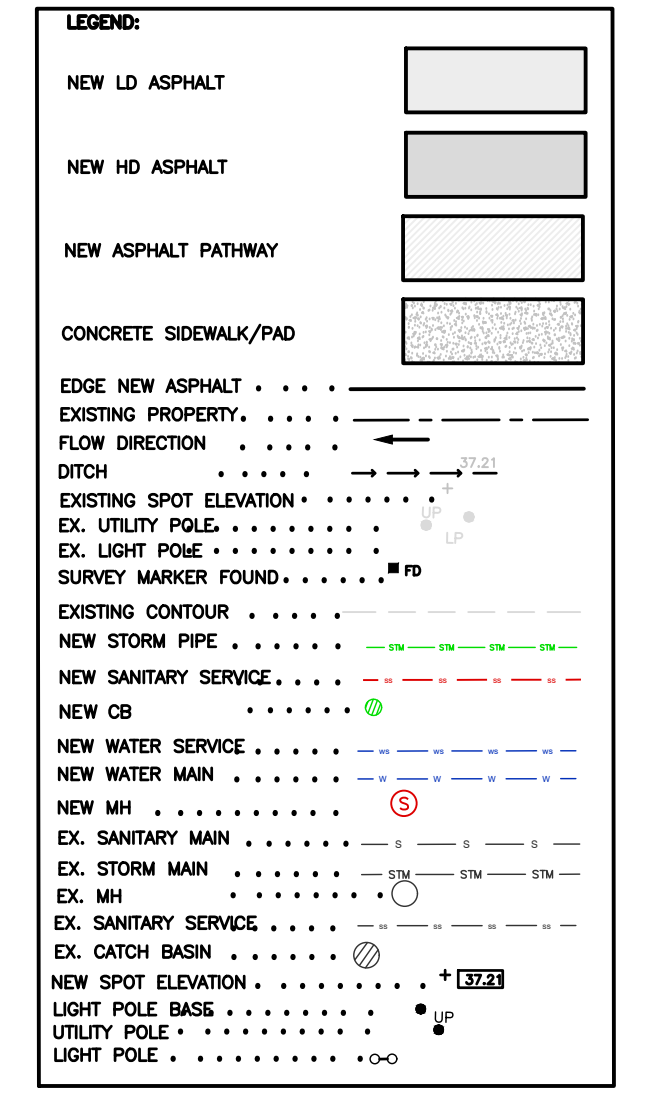 LEGEND:
NEW LD ASPHALT
NEW HD ASPHALT
NEW ASPHALT PATHWAY
CONCRETE SIDEWALK/PAD
EDGE NEW ASPHALT . . . .
EXISTING PROPERTY. . . . .
FLOW DIRECTION . . . .
DITCH . . . . . 37.21
EXISTING SPOT ELEVATION . . . . . . . +
EX. UTILITY POLE. . . . . . . . UP
EX. LIGHT POLE . . . . . . . . LP
SURVEY MARKER FOUND . . . . . . FD
EXISTING CONTOUR . . . .
NEW STORM PIPE . . . . . STM STM STM STM
NEW SANITARY SERVICE. . . . SS SS SS SS
NEW CB . . . . . .
NEW WATER SERVICE . . . . . WS WS WS WS
NEW WATER MAIN . . . . . W W W W
NEW MH . . . . . . . . . . S
EX. SANITARY MAIN . . . . . . S S S
EX. STORM MAIN . . . . . STM STM STM
EX. MH . . . . . . . .
EX. SANITARY SERVICE . . . . SS SS SS SS
EX. CATCH BASIN . . . . .
NEW SPOT ELEVATION . . . . . . . . + 37.21
LIGHT POLE BASE . . . . . . . UP
UTILITY POLE . . . . . . . . .
LIGHT POLE . . . . . . . . . .